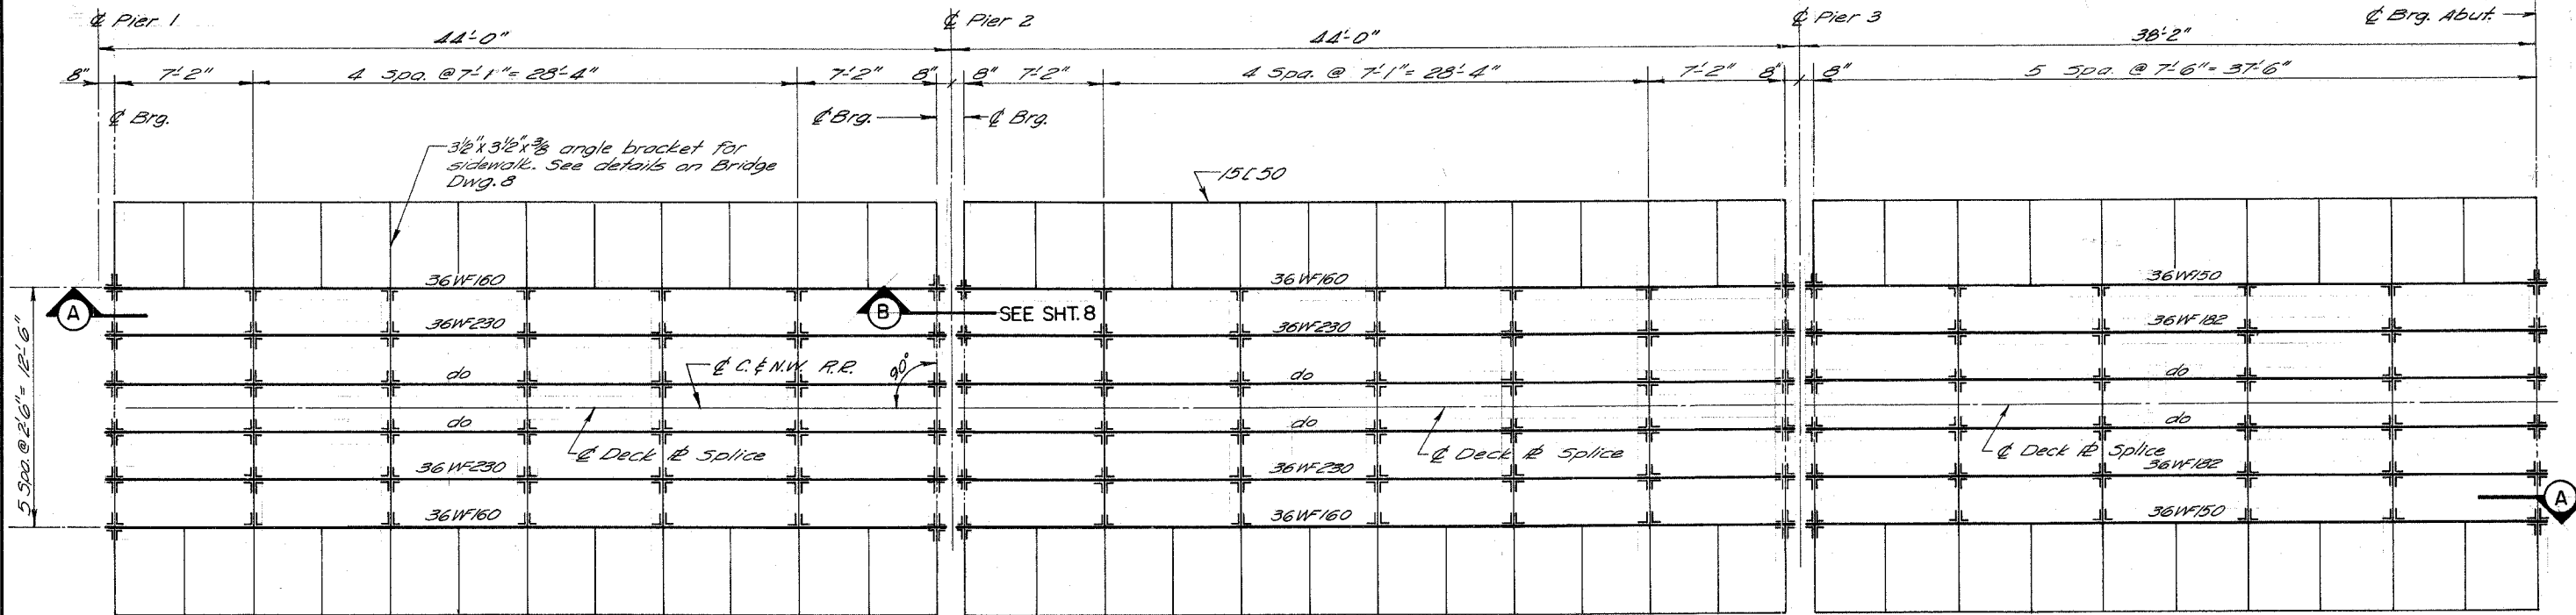 ℄ Pier 1
℄ Pier 2
℄ Pier 3
℄ Brg. Abut.
44'-0"
44'-0"
38'-2"
8" 7'-2" 4 Spa. @ 7'-1" = 28'-4" 7'-2" 8" 8" 7'-2" 4 Spa. @ 7'-1" = 28'-4" 7'-2" 8" 8" 5 Spa. @ 7'-6" = 37'-6"
℄ Brg.
℄ Brg.
℄ Brg.
3½"x3½"x⅜ angle bracket for
sidewalk. See details on Bridge
Dwg. 8
15[50
36WF160
36WF160
36WF150
A
B
SEE SHT. 8
36WF230
36WF230
36WF182
5 Spa. @ 2'6" = 12'-6"
℄ C. & N.W. R.R.
90°
do
do
do
do
do
do
℄ Deck ℙ Splice
℄ Deck ℙ Splice
℄ Deck ℙ Splice
36WF230
36WF230
36WF182
A
36WF160
36WF160
36WF150